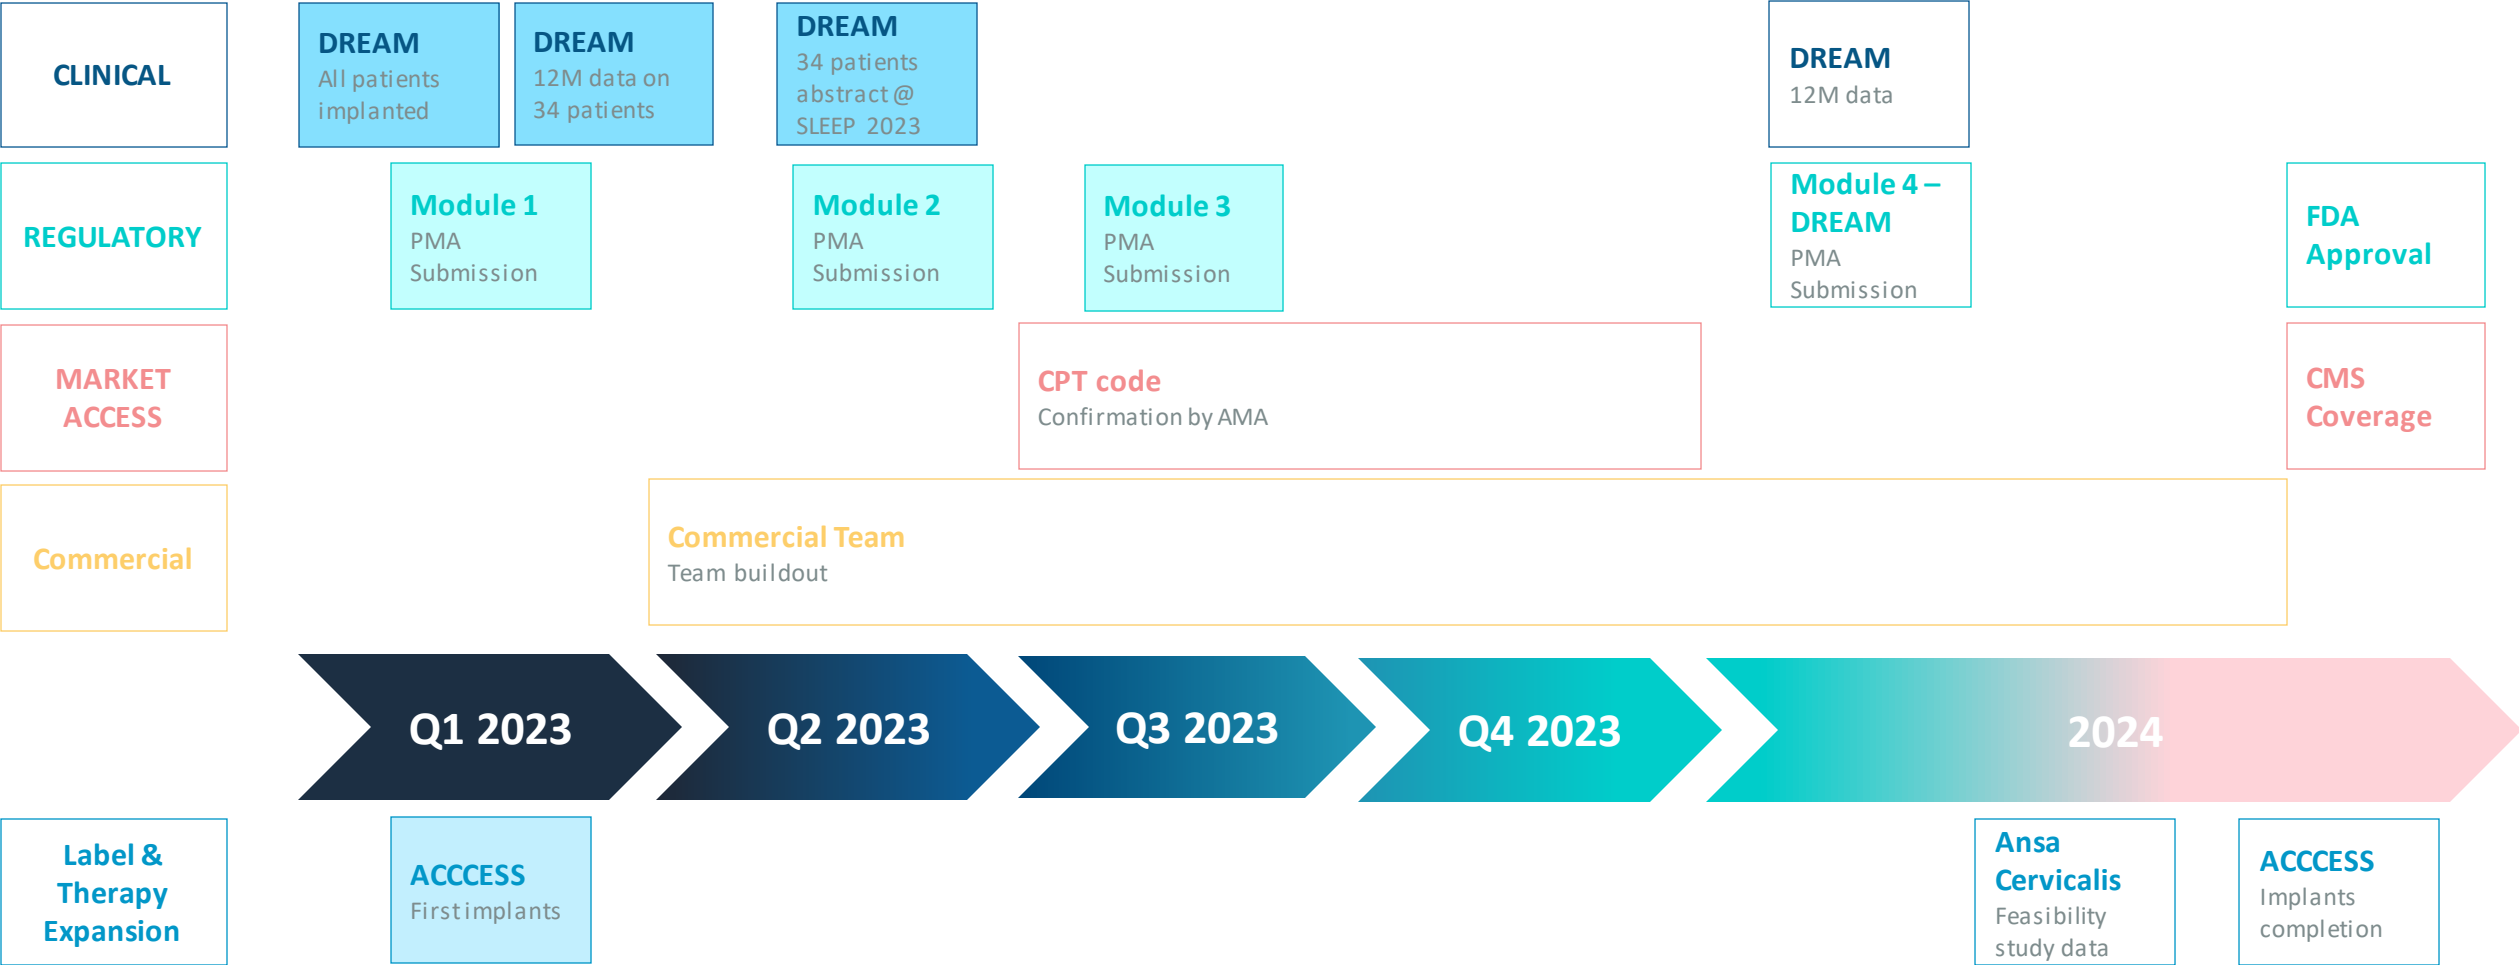 CLINICAL
DREAM
All patients
implanted
DREAM
12M data on
34 patients
DREAM
34 patients
abstract @
SLEEP 2023
DREAM
12M data
REGULATORY
Module 1
PMA
Submission
Module 2
PMA
Submission
Module 3
PMA
Submission
Module 4 –
DREAM
PMA
Submission
FDA
Approval
MARKET
ACCESS
CPT code
Confirmation by AMA
CMS
Coverage
Commercial
Commercial Team
Team buildout
Q1 2023
Q2 2023
Q3 2023
Q4 2023
2024
Label &
Therapy
Expansion
ACCCESS
First implants
Ansa
Cervicalis
Feasibility
study data
ACCCESS
Implants
completion